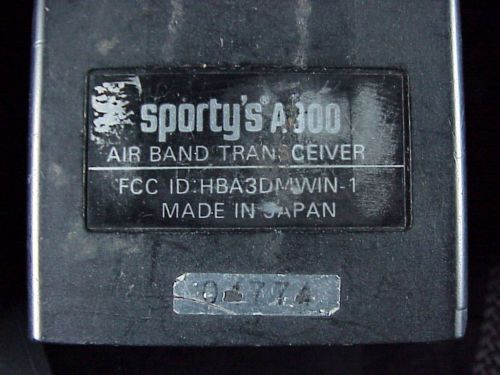 sporty's® A300
AIR BAND TRANSCEIVER
FCC ID:HBA3DMWIN-1
MADE IN JAPAN